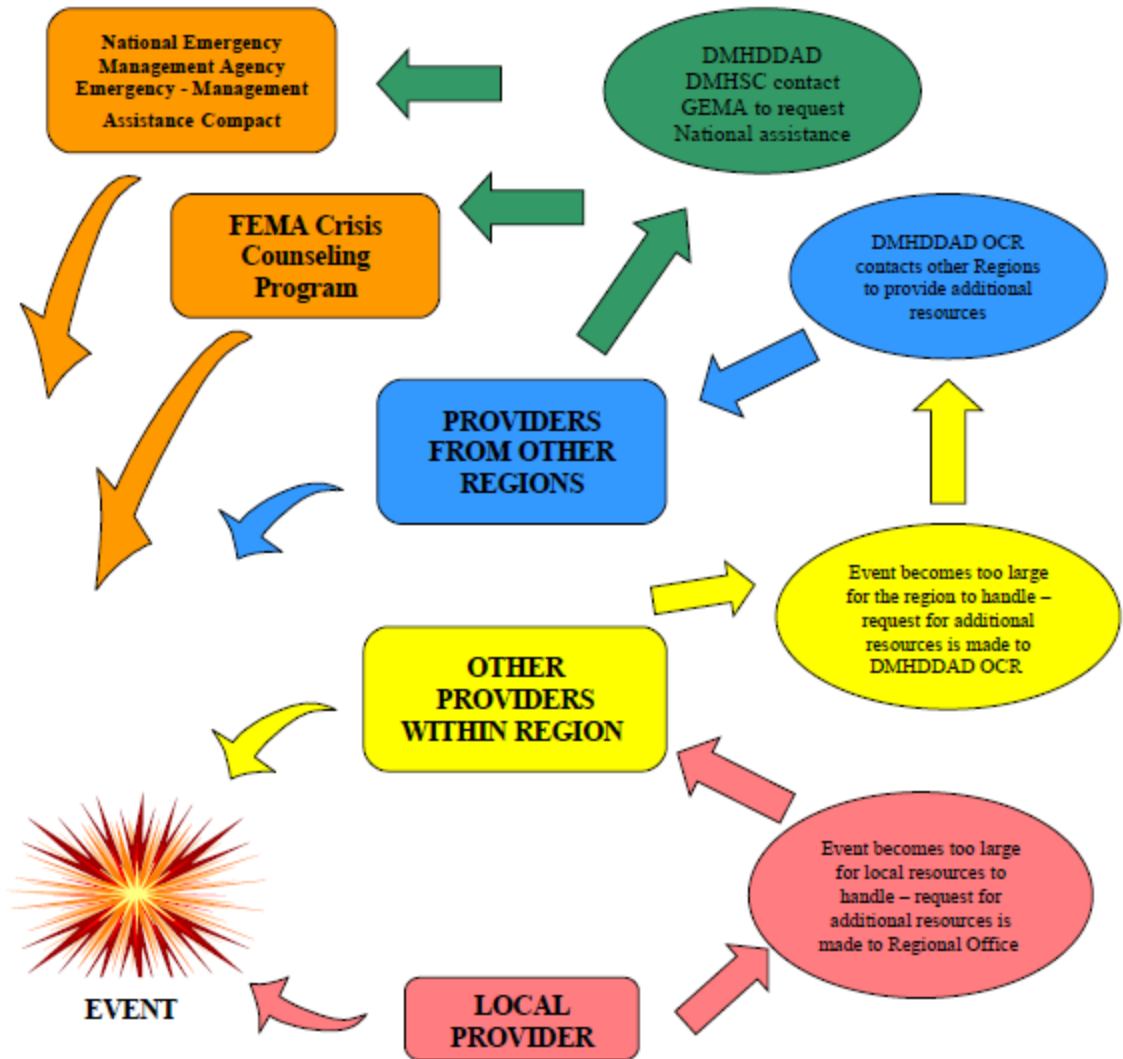 National Emergency
Management Agency
Emergency - Management
Assistance Compact
DMHDDAD
DMHSC contact
GEMA to request
National assistance
FEMA Crisis
Counseling
Program
DMHDDAD OCR
contacts other Regions
to provide additional
resources
PROVIDERS
FROM OTHER
REGIONS
Event becomes too large
for the region to handle –
request for additional
resources is made to
DMHDDAD OCR
OTHER
PROVIDERS
WITHIN REGION
Event becomes too large
for local resources to
handle – request for
additional resources is
made to Regional Office
EVENT
LOCAL
PROVIDER